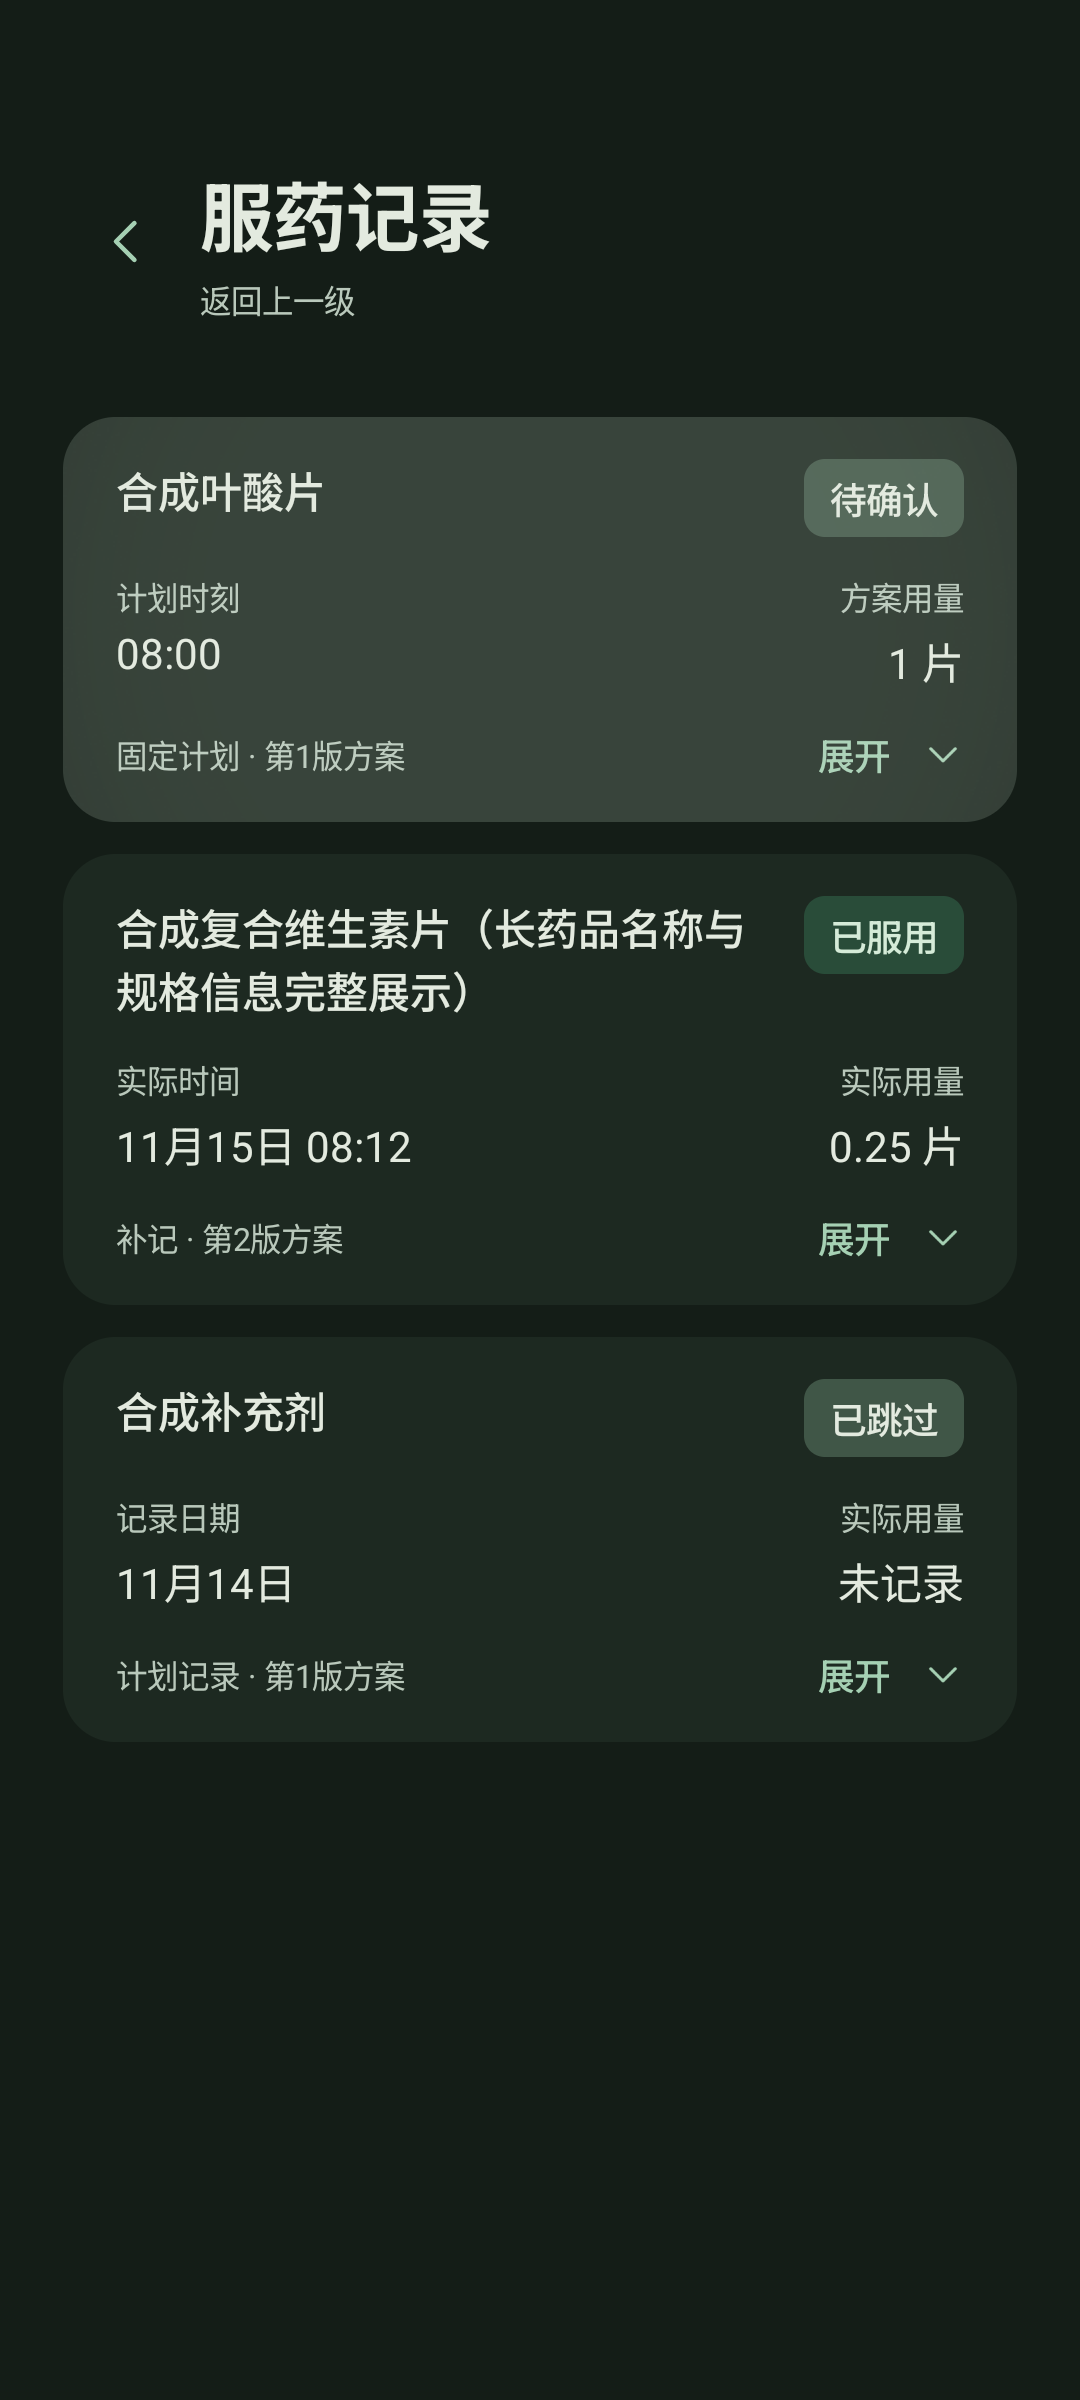 服药记录
返回上一级
合成叶酸片
待确认
计划时刻
方案用量
08:00
1 片
固定计划 · 第1版方案
展开
合成复合维生素片（长药品名称与
规格信息完整展示）
已服用
实际时间
实际用量
11月15日 08:12
0.25 片
补记 · 第2版方案
展开
合成补充剂
已跳过
记录日期
实际用量
11月14日
未记录
计划记录 · 第1版方案
展开